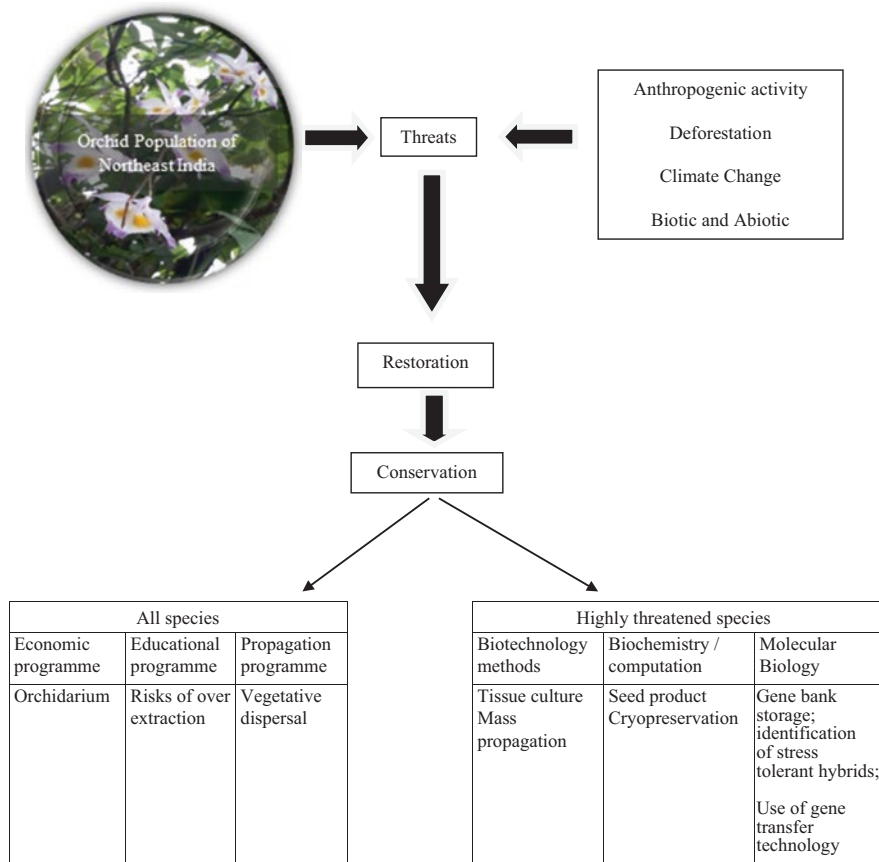 Orchid Population of
Northeast India
Threats
Anthropogenic activity
Deforestation
Climate Change
Biotic and Abiotic
Restoration
Conservation
All species
Economic
programme
Educational
programme
Propagation
programme
Orchidarium
Risks of over
extraction
Vegetative
dispersal
Highly threatened species
Biotechnology
methods
Biochemistry /
computation
Molecular
Biology
Tissue culture
Mass
propagation
Seed product
Cryopreservation
Gene bank
storage;
identification
of stress
tolerant hybrids;
Use of gene
transfer
technology